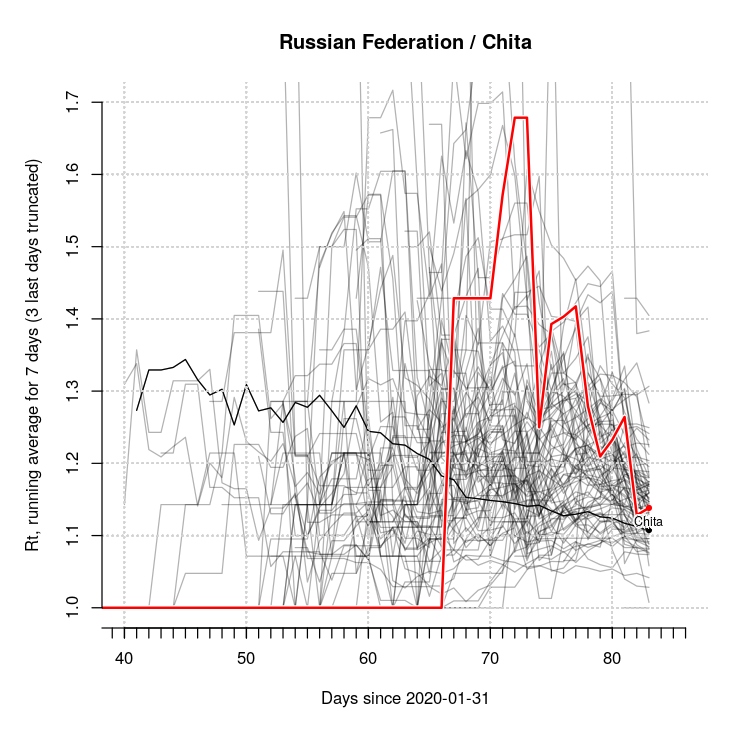 Russian Federation / Chita
Rt, running average for 7 days (3 last days truncated)
1.7
1.6
1.5
1.4
1.3
1.2
1.1
1.0
Chita
40 50 60 70 80
Days since 2020-01-31